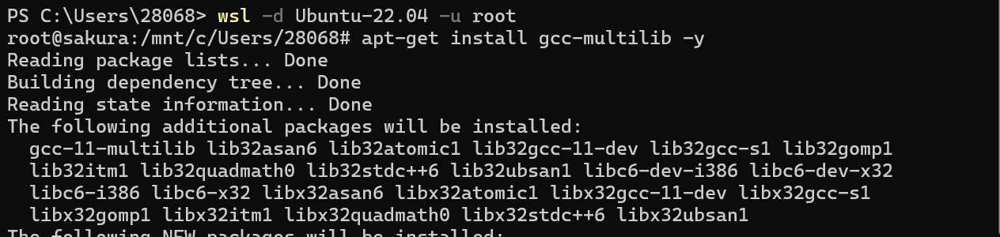 PS C:\Users\28068> wsl -d Ubuntu-22.04 -u root
root@sakura:/mnt/c/Users/28068# apt-get install gcc-multilib -y
Reading package lists... Done
Building dependency tree... Done
Reading state information... Done
The following additional packages will be installed:
  gcc-11-multilib lib32asan6 lib32atomic1 lib32gcc-11-dev lib32gcc-s1 lib32gomp1
  lib32itm1 lib32quadmath0 lib32stdc++6 lib32ubsan1 libc6-dev-i386 libc6-dev-x32
  libc6-i386 libc6-x32 libx32asan6 libx32atomic1 libx32gcc-11-dev libx32gcc-s1
  libx32gomp1 libx32itm1 libx32quadmath0 libx32stdc++6 libx32ubsan1
The following NEW packages will be installed: